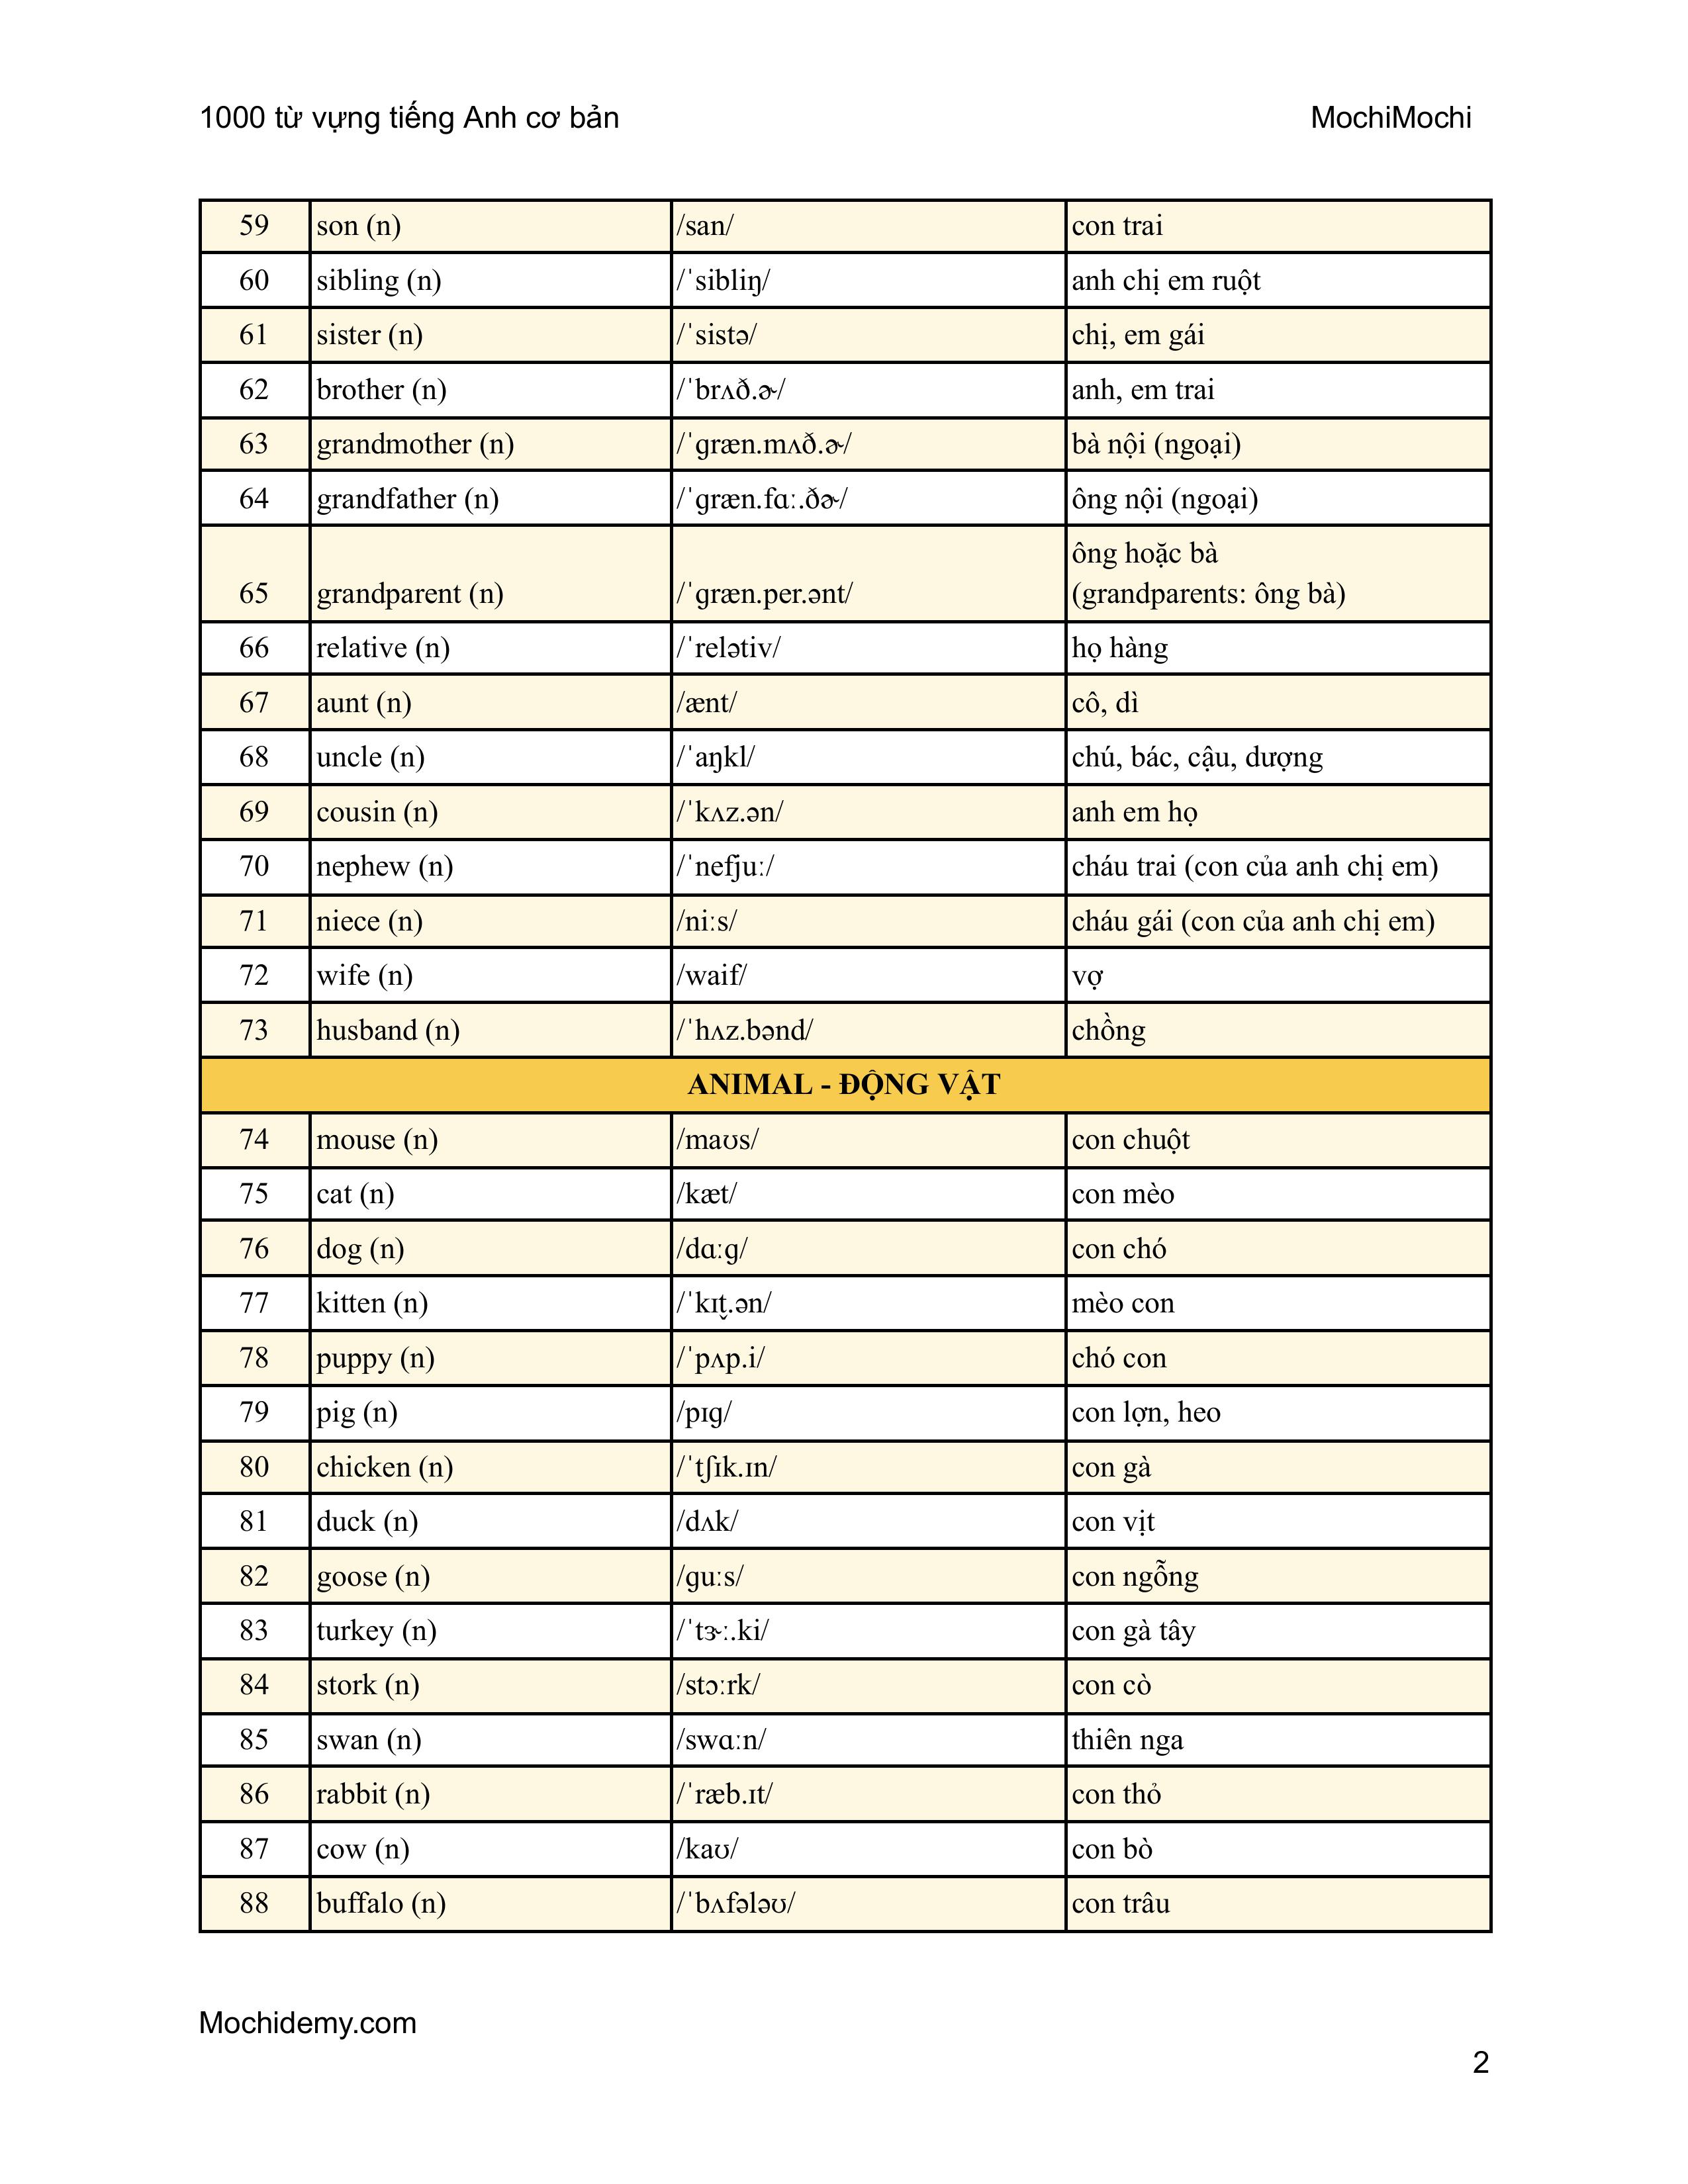 1000 từ vựng tiếng Anh cơ bản MochiMochi
59 son (n) /san/ con trai
60 sibling (n) /ˈsibliŋ/ anh chị em ruột
61 sister (n) /ˈsistə/ chị, em gái
62 brother (n) /ˈbrʌð.ɚ/ anh, em trai
63 grandmother (n) /ˈɡræn.mʌð.ɚ/ bà nội (ngoại)
64 grandfather (n) /ˈɡræn.fɑː.ðɚ/ ông nội (ngoại)
65 grandparent (n) /ˈɡræn.per.ənt/ ông hoặc bà
(grandparents: ông bà)
66 relative (n) /ˈrelətiv/ họ hàng
67 aunt (n) /ænt/ cô, dì
68 uncle (n) /ˈaŋkl/ chú, bác, cậu, dượng
69 cousin (n) /ˈkʌz.ən/ anh em họ
70 nephew (n) /ˈnefjuː/ cháu trai (con của anh chị em)
71 niece (n) /niːs/ cháu gái (con của anh chị em)
72 wife (n) /waif/ vợ
73 husband (n) /ˈhʌz.bənd/ chồng
ANIMAL - ĐỘNG VẬT
74 mouse (n) /maʊs/ con chuột
75 cat (n) /kæt/ con mèo
76 dog (n) /dɑːɡ/ con chó
77 kitten (n) /ˈkɪt̬.ən/ mèo con
78 puppy (n) /ˈpʌp.i/ chó con
79 pig (n) /pɪɡ/ con lợn, heo
80 chicken (n) /ˈtʃɪk.ɪn/ con gà
81 duck (n) /dʌk/ con vịt
82 goose (n) /ɡuːs/ con ngỗng
83 turkey (n) /ˈtɝː.ki/ con gà tây
84 stork (n) /stɔːrk/ con cò
85 swan (n) /swɑːn/ thiên nga
86 rabbit (n) /ˈræb.ɪt/ con thỏ
87 cow (n) /kaʊ/ con bò
88 buffalo (n) /ˈbʌfələʊ/ con trâu
Mochidemy.com
2